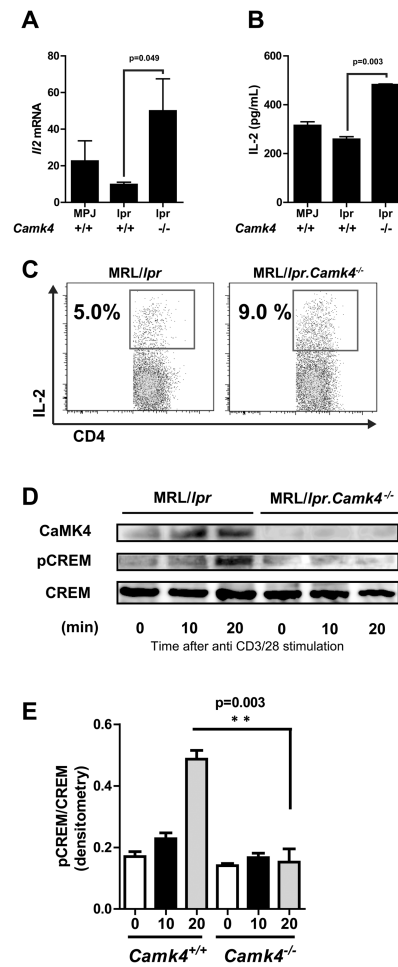 A
p=0.049
Il2 mRNA
80
60
40
20
0
MPJ lpr lpr
Camk4 +/+ +/+ -/-
B
p=0.003
IL-2 (pg/mL)
600
400
200
0
MPJ lpr lpr
Camk4 +/+ +/+ -/-
C
MRL/lpr MRL/lpr.Camk4-/-
5.0% 9.0 %
IL-2
CD4
D
MRL/lpr MRL/lpr.Camk4-/-
CaMK4
pCREM
CREM
(min) 0 10 20 0 10 20
Time after anti CD3/28 stimulation
E
p=0.003
**
pCREM/CREM
(densitometry)
0.6
0.4
0.2
0.0
0 10 20 0 10 20
Camk4+/+ Camk4-/-